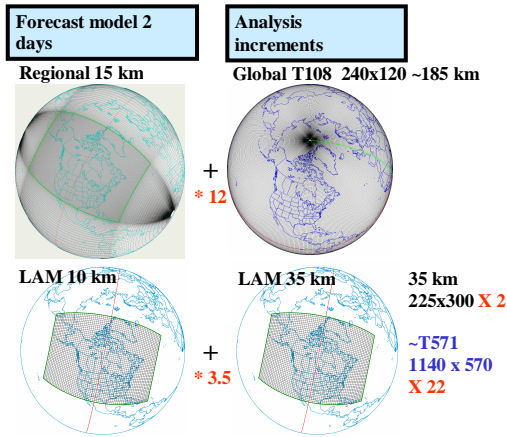 Forecast model 2
days
Analysis
increments
Regional 15 km
Global T108 240x120 ~185 km
+
* 12
LAM 10 km
LAM 35 km
35 km
225x300 X 2
+
* 3.5
~T571
1140 x 570
X 22